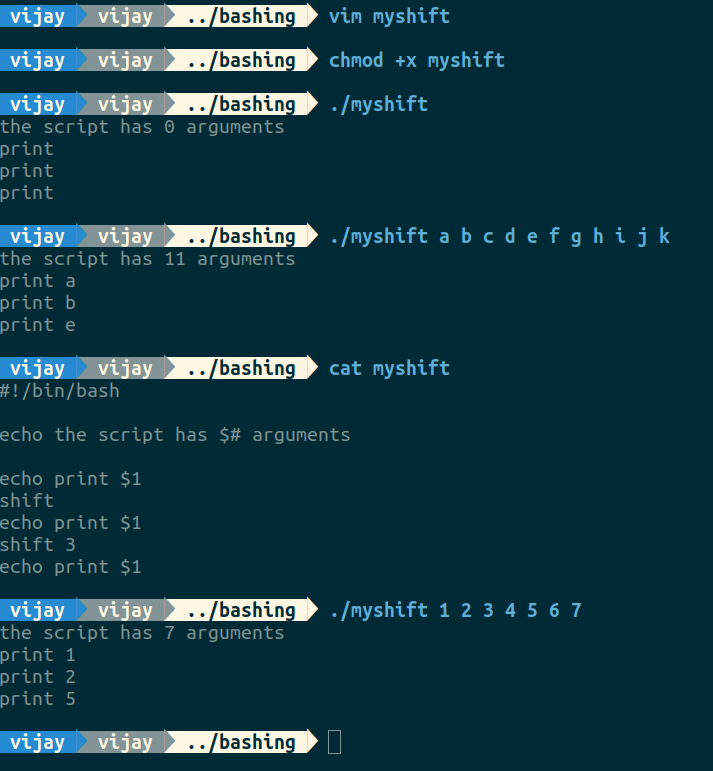 vijay vijay ../bashing vim myshift
vijay vijay ../bashing chmod +x myshift
vijay vijay ../bashing ./myshift
the script has 0 arguments
print
print
print
vijay vijay ../bashing ./myshift a b c d e f g h i j k
the script has 11 arguments
print a
print b
print e
vijay vijay ../bashing cat myshift
#!/bin/bash
echo the script has $# arguments
echo print $1
shift
echo print $1
shift 3
echo print $1
vijay vijay ../bashing ./myshift 1 2 3 4 5 6 7
the script has 7 arguments
print 1
print 2
print 5
vijay vijay ../bashing